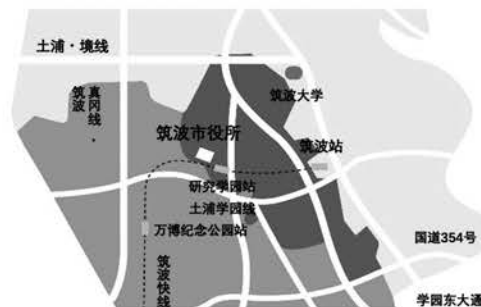 土浦・境线
筑波
真冈线
筑波大学
筑波市役所
筑波站
研究学园站
土浦学园线
万博纪念公园站
国道354号
筑波快线
学园东大通